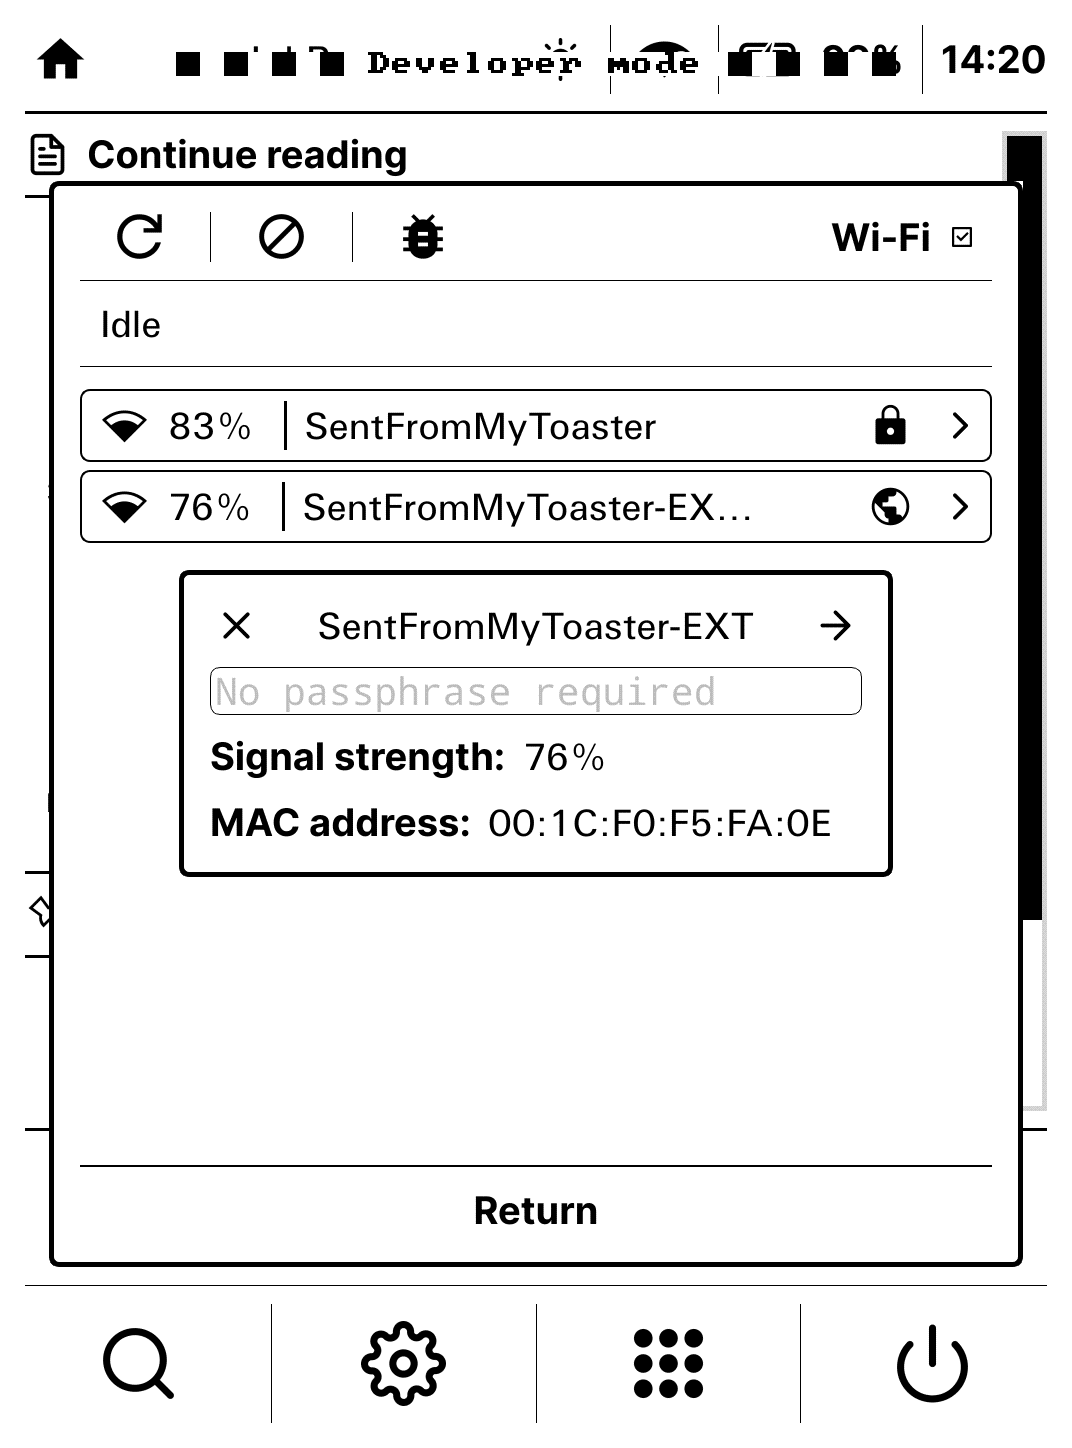 Developer mode
14:20
Continue reading
Wi-Fi
Idle
83% SentFromMyToaster
76% SentFromMyToaster-EX...
SentFromMyToaster-EXT
No passphrase required
Signal strength: 76%
MAC address: 00:1C:F0:F5:FA:0E
Return